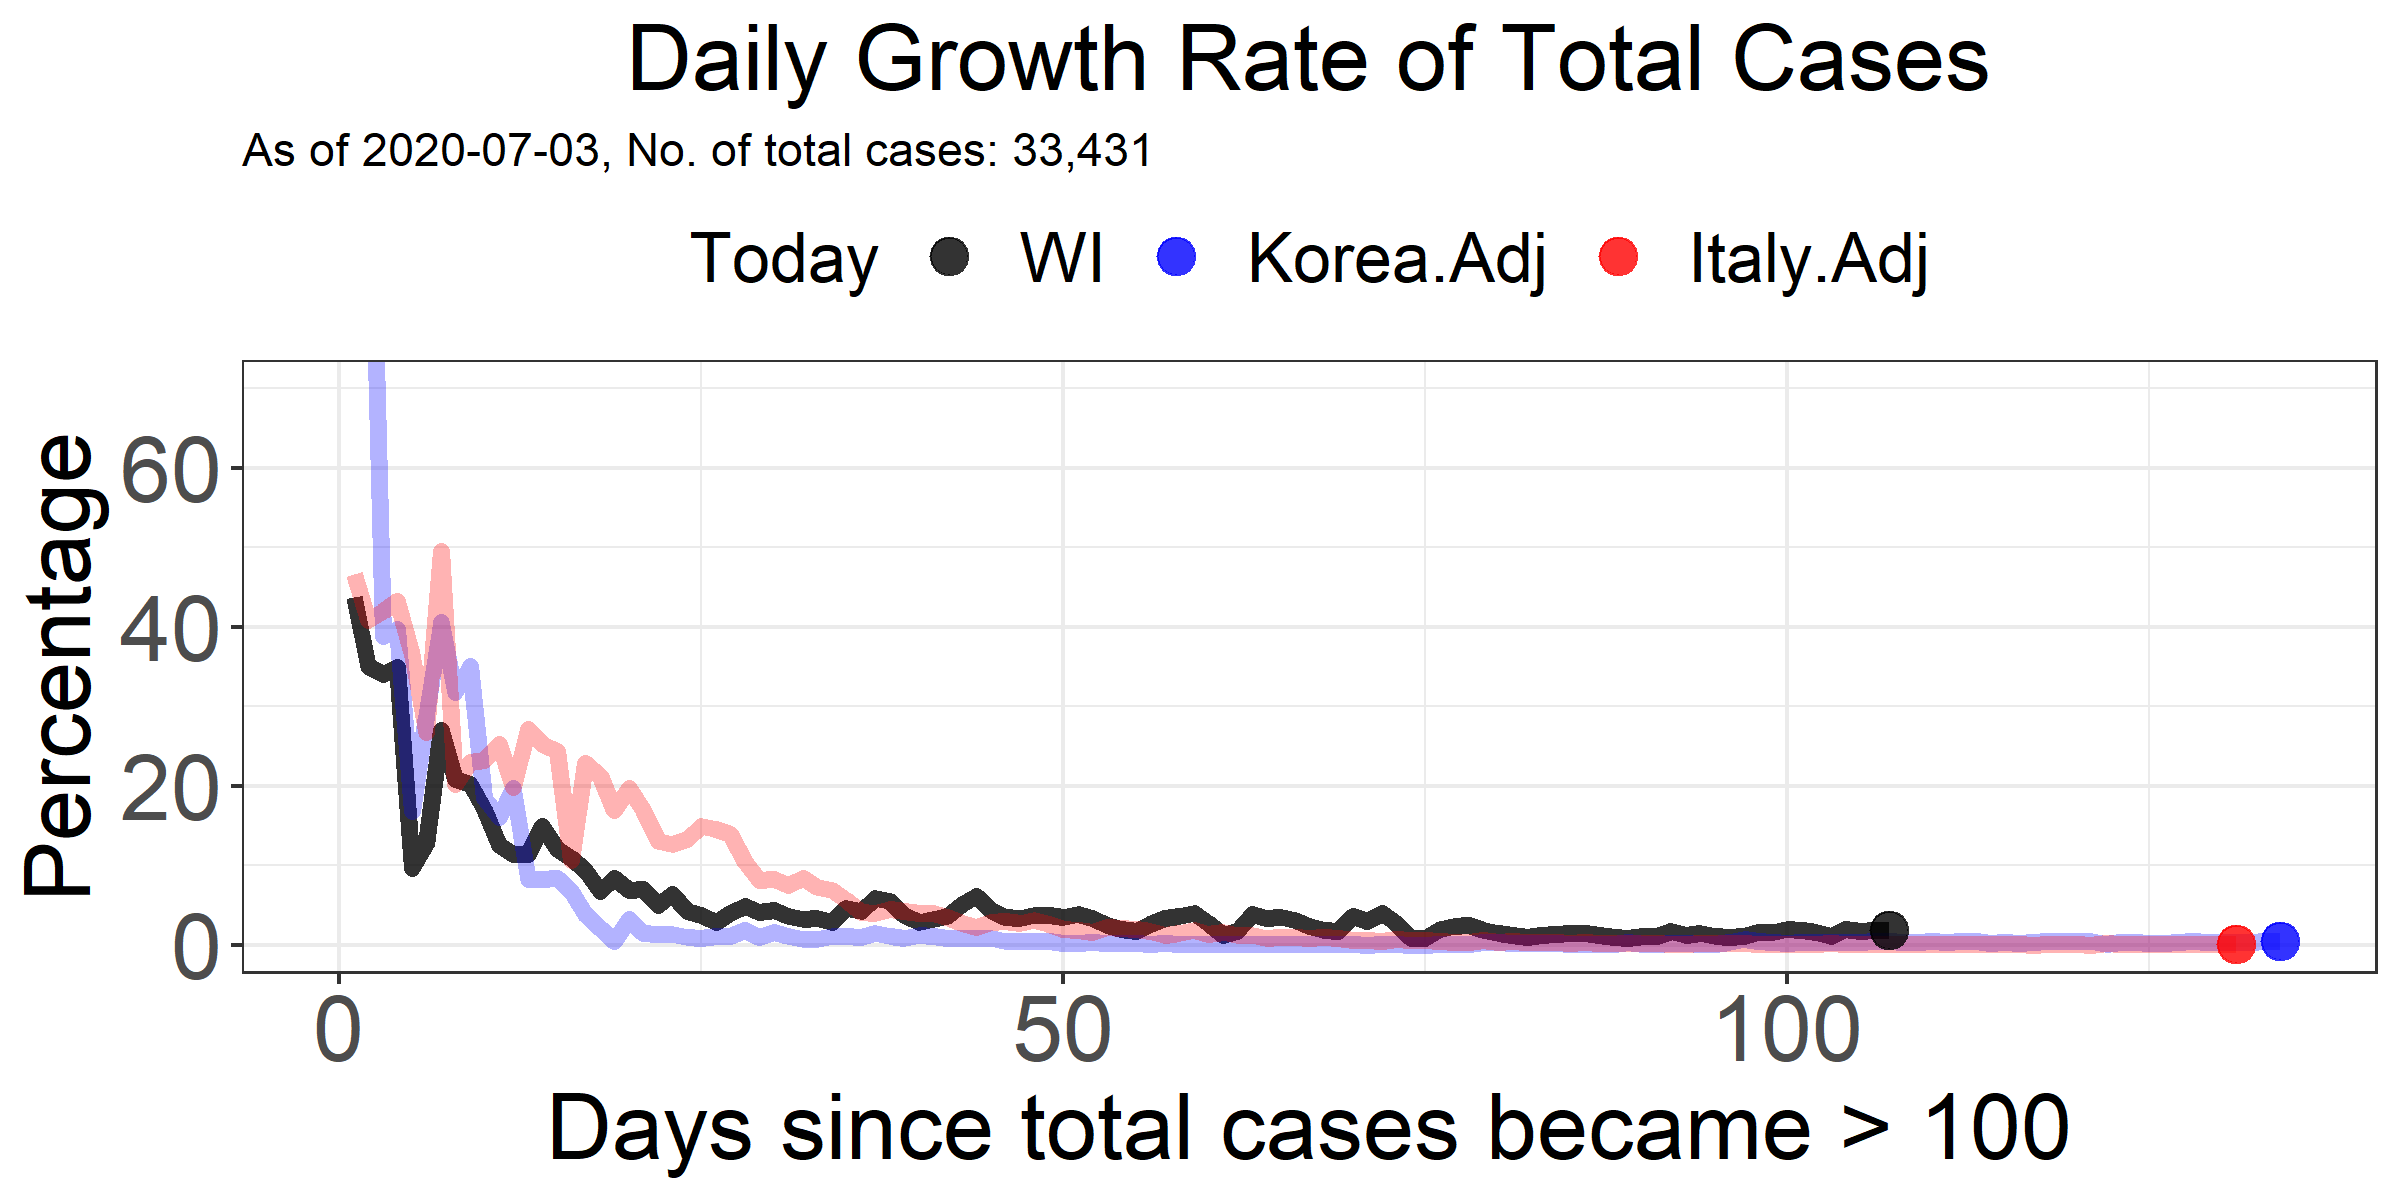 Daily Growth Rate of Total Cases
As of 2020-07-03, No. of total cases: 33,431
Today WI Korea.Adj Italy.Adj
Percentage
60
40
20
0
0 50 100
Days since total cases became > 100